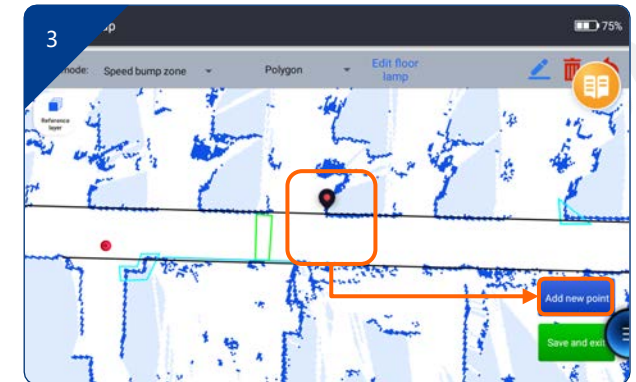 3
75%
mode: Speed bump zone Polygon Edit floor
lamp
Reference
layer
Add new point
Save and exit